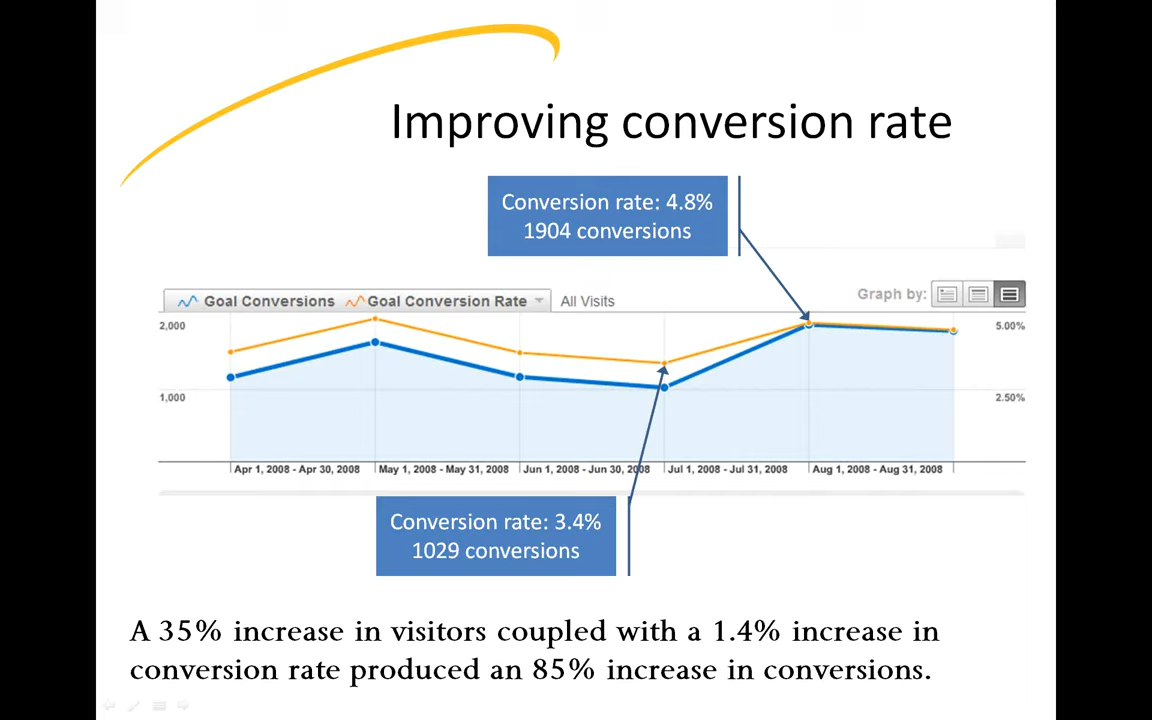 Improving conversion rate
Conversion rate: 4.8%
1904 conversions
Goal Conversions Goal Conversion Rate All Visits Graph by:
2,000 5.00%
1,000 2.50%
Apr 1, 2008 - Apr 30, 2008 May 1, 2008 - May 31, 2008 Jun 1, 2008 - Jun 30, 2008 Jul 1, 2008 - Jul 31, 2008 Aug 1, 2008 - Aug 31, 2008
Conversion rate: 3.4%
1029 conversions
A 35% increase in visitors coupled with a 1.4% increase in
conversion rate produced an 85% increase in conversions.